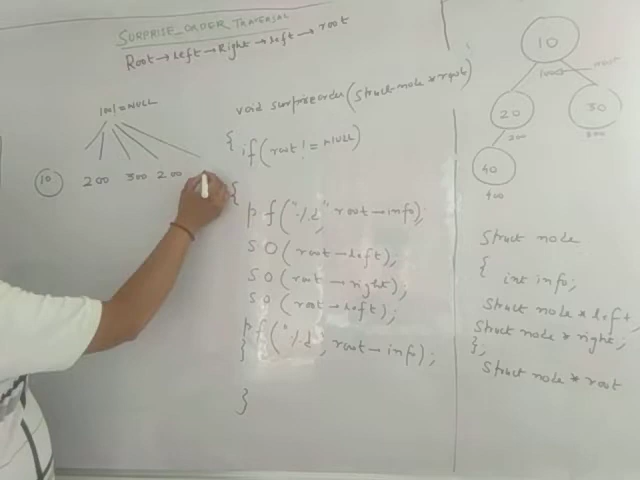 SURPRISE_ORDER TRAVERSAL
Root→Left→Right→left→root
100!=NULL
10
200 300 200
void surprise order (Struct node *root)
{ if (root != NULL)
{
pf("%d", root→info);
SO (root→left);
SO (root→right);
SO (root→left);
pf("%d", root→info);
}
}
10
100 ← root
20 30
200 300
40
400
Struct node
{ int info;
Struct node * left,
Struct node * right;
};
Struct node * root